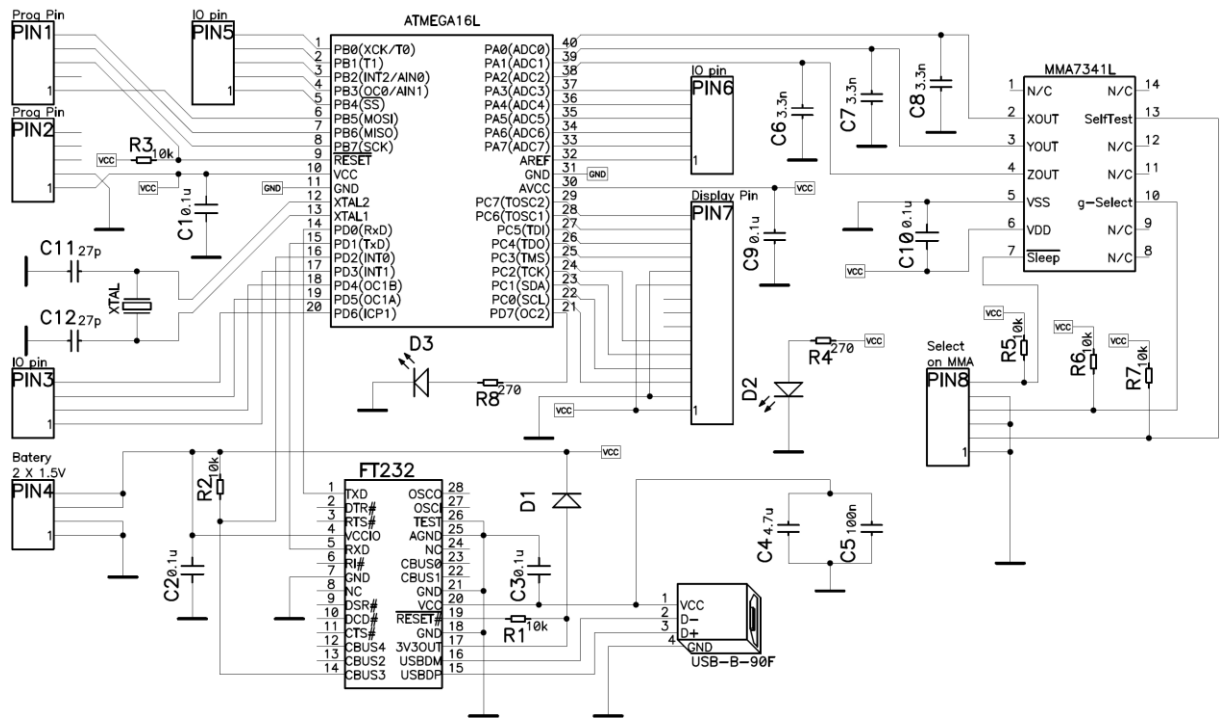 Prog Pin
PIN1
1
Prog Pin
PIN2
1
IO pin
PIN5
1
ATMEGA16L
1 PB0(XCK/T0)
2 PB1(T1)
3 PB2(INT2/AIN0)
4 PB3(OC0/AIN1)
5 PB4(SS)
6 PB5(MOSI)
7 PB6(MISO)
8 PB7(SCK)
9 RESET
10 VCC
11 GND
12 XTAL2
13 XTAL1
14 PD0(RxD)
15 PD1(TxD)
16 PD2(INT0)
17 PD3(INT1)
18 PD4(OC1B)
19 PD5(OC1A)
20 PD6(ICP1)
PA0(ADC0) 40
PA1(ADC1) 39
PA2(ADC2) 38
PA3(ADC3) 37
PA4(ADC4) 36
PA5(ADC5) 35
PA6(ADC6) 34
PA7(ADC7) 33
AREF 32
GND 31
AVCC 30
PC7(TOSC2) 29
PC6(TOSC1) 28
PC5(TDI) 27
PC4(TDO) 26
PC3(TMS) 25
PC2(TCK) 24
PC1(SDA) 23
PC0(SCL) 22
PD7(OC2) 21
VCC
R3 10k
VCC
GND
C1 0.1u
C11 27p
C12 27p
XTAL
IO pin
PIN3
1
Batery
2 X 1.5V
PIN4
1
GND
IO pin
PIN6
1
Display Pin
PIN7
1
C6 3.3n
C7 3.3n
C8 3.3n
VCC
C9 0.1u
MMA7341L
1 N/C
2 XOUT
3 YOUT
4 ZOUT
5 VSS
6 VDD
7 Sleep
N/C 14
SelfTest 13
N/C 12
N/C 11
g-Select 10
N/C 9
N/C 8
C10 0.1u
VCC
VCC
R5 10k
VCC
R6 10k
VCC
R7 10k
Select
on MMA
PIN8
1
D3
R8 270
VCC
D2
R4 270
VCC
VCC
R2 10k
C2 0.1u
FT232
1 TXD
2 DTR#
3 RTS#
4 VCCIO
5 RXD
6 RI#
7 GND
8 NC
9 DSR#
10 DCD#
11 CTS#
12 CBUS4
13 CBUS2
14 CBUS3
OSCO 28
OSCI 27
TEST 26
AGND 25
NC 24
CBUS0 23
CBUS1 22
GND 21
VCC 20
RESET# 19
GND 18
3V3OUT 17
USBDM 16
USBDP 15
D1
C3 0.1u
R1 10k
C4 4.7u
C5 100n
1 VCC
2 D-
3 D+
4 GND
USB-B-90F